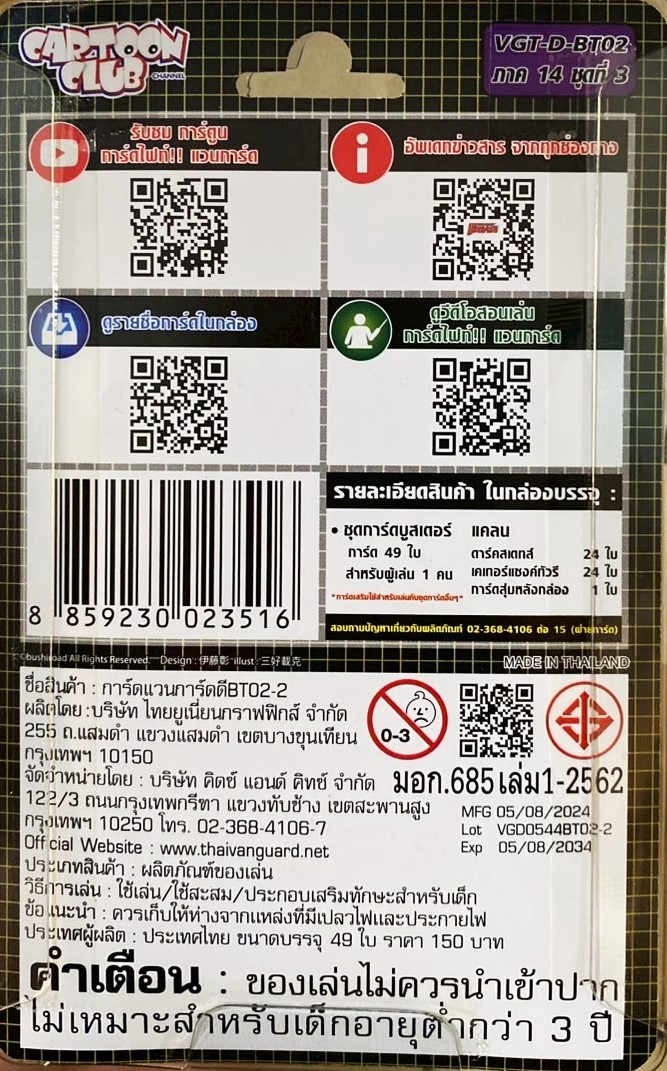 CARTOON CLUB CHANNEL
VGT-D-BT02
ภาค 14 ชุดที่ 3
รับชม การ์ตูน
การ์ดไฟท์!! แวนการ์ด
อัพเดทข่าวสาร จากทุกช่องทาง
ดูรายชื่อการ์ดในกล่อง
ดูวีดีโอสอนเล่น
การ์ดไฟท์!! แวนการ์ด
รายละเอียดสินค้า ในกล่องบรรจุ :
• ชุดการ์ดบูสเตอร์ แคลน
การ์ด 49 ใบ ดาร์คสเตทส์ 24 ใบ
สำหรับผู้เล่น 1 คน เคเทอร์แซงค์ทัวรี 24 ใบ
การ์ดสุ่มหลังกล่อง 1 ใบ
*การ์ดเสริมใช้สำหรับเล่นกับชุดการ์ดอื่นๆ*
สอบถามปัญหาเกี่ยวกับผลิตภัณฑ์ 02-368-4106 ต่อ 15 (ฝ่ายการ์ด)
8 859230 023516
©bushiroad All Rights Reserved. Design : 伊藤彰 illust : 三好載克
MADE IN THAILAND
ชื่อสินค้า : การ์ดแวนการ์ดดีBT02-2
ผลิตโดย :บริษัท ไทยยูเนี่ยนกราฟฟิกส์ จำกัด
255 ถ.แสมดำ แขวงแสมดำ เขตบางขุนเทียน
กรุงเทพฯ 10150
0-3
จัดจำหน่ายโดย : บริษัท คิดซ์ แอนด์ คิทซ์ จำกัด
มอก.685เล่ม1-2562
122/3 ถนนกรุงเทพกรีฑา แขวงทับช้าง เขตสะพานสูง
กรุงเทพฯ 10250 โทร. 02-368-4106-7
MFG 05/08/2024
Lot VGD0544BT02-2
Exp 05/08/2034
Official Website : www.thaivanguard.net
ประเภทสินค้า : ผลิตภัณฑ์ของเล่น
วิธีการเล่น : ใช้เล่น/ใช้สะสม/ประกอบเสริมทักษะสำหรับเด็ก
ข้อแนะนำ : ควรเก็บให้ห่างจากแหล่งที่มีเปลวไฟและประกายไฟ
ประเทศผู้ผลิต : ประเทศไทย ขนาดบรรจุ 49 ใบ ราคา 150 บาท
คำเตือน : ของเล่นไม่ควรนำเข้าปาก
ไม่เหมาะสำหรับเด็กอายุต่ำกว่า 3 ปี